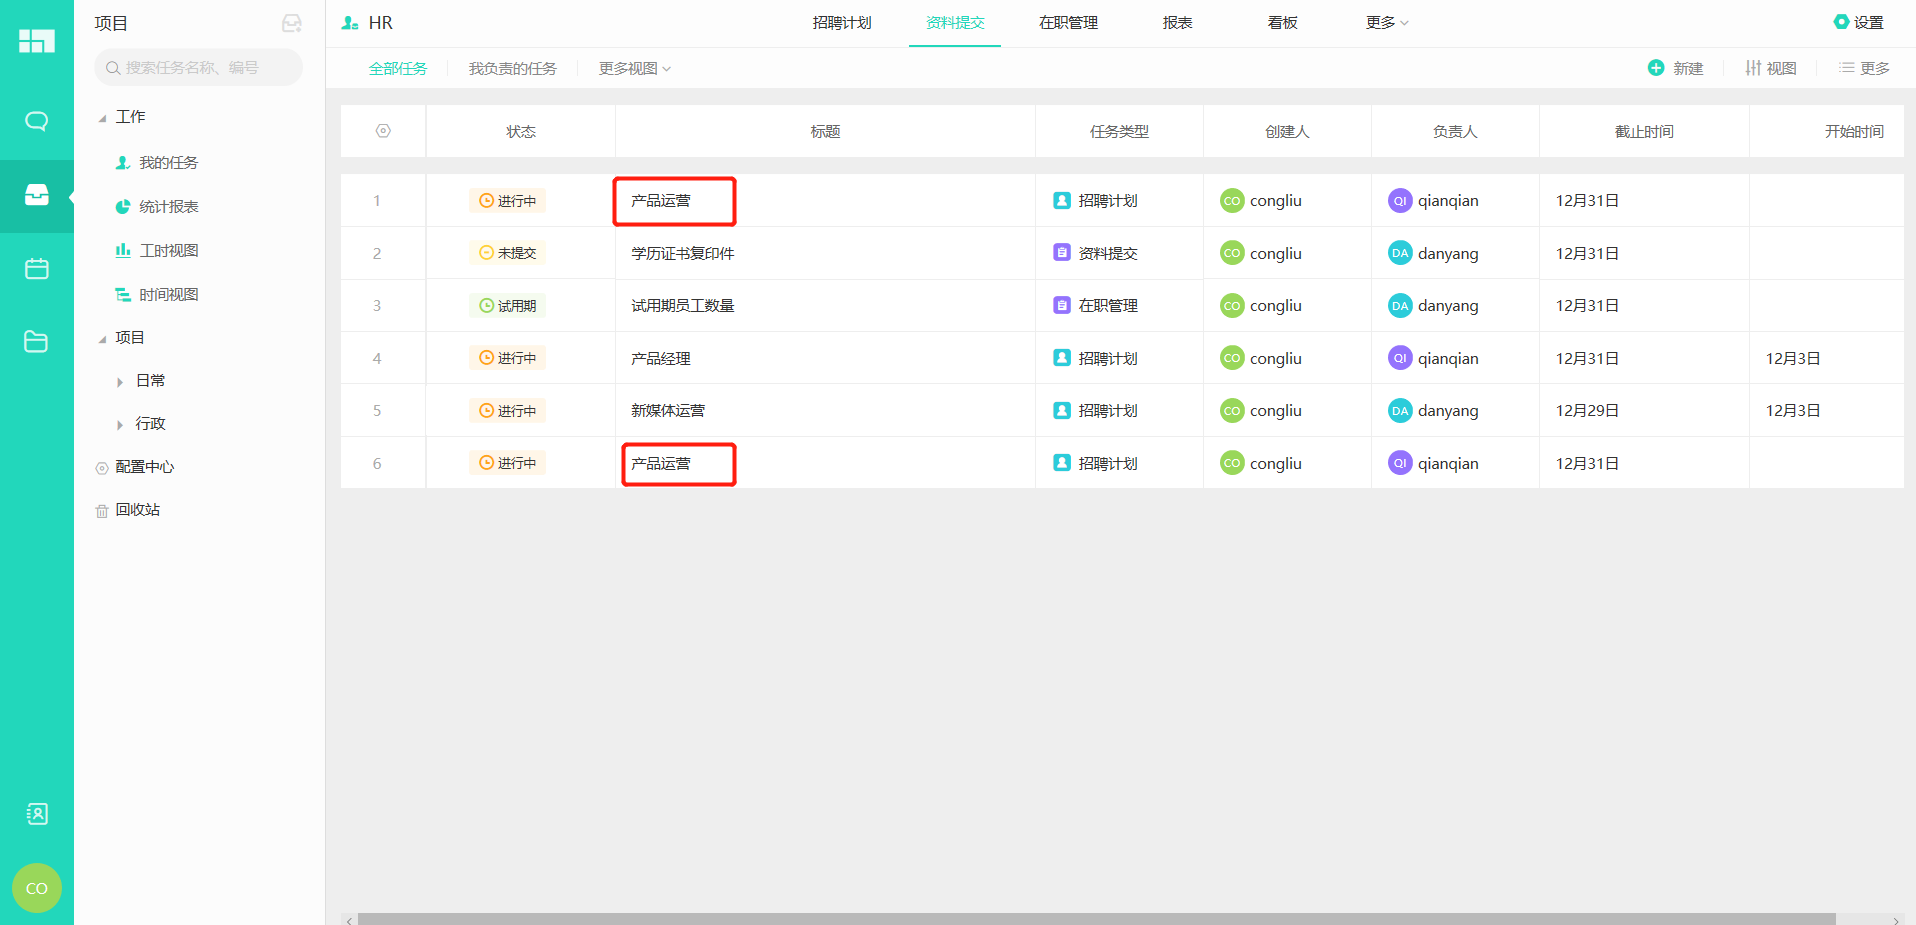 项目
搜索任务名称、编号
工作
我的任务
统计报表
工时视图
时间视图
项目
日常
行政
配置中心
回收站
CO
HR
招聘计划 资料提交 在职管理 报表 看板 更多 设置
全部任务 我负责的任务 更多视图 新建 视图 更多
状态 标题 任务类型 创建人 负责人 截止时间 开始时间
1 进行中 产品运营 招聘计划 CO congliu QI qianqian 12月31日
2 未提交 学历证书复印件 资料提交 CO congliu DA danyang 12月31日
3 试用期 试用期员工数量 在职管理 CO congliu DA danyang 12月31日
4 进行中 产品经理 招聘计划 CO congliu QI qianqian 12月31日 12月3日
5 进行中 新媒体运营 招聘计划 CO congliu DA danyang 12月29日 12月3日
6 进行中 产品运营 招聘计划 CO congliu QI qianqian 12月31日